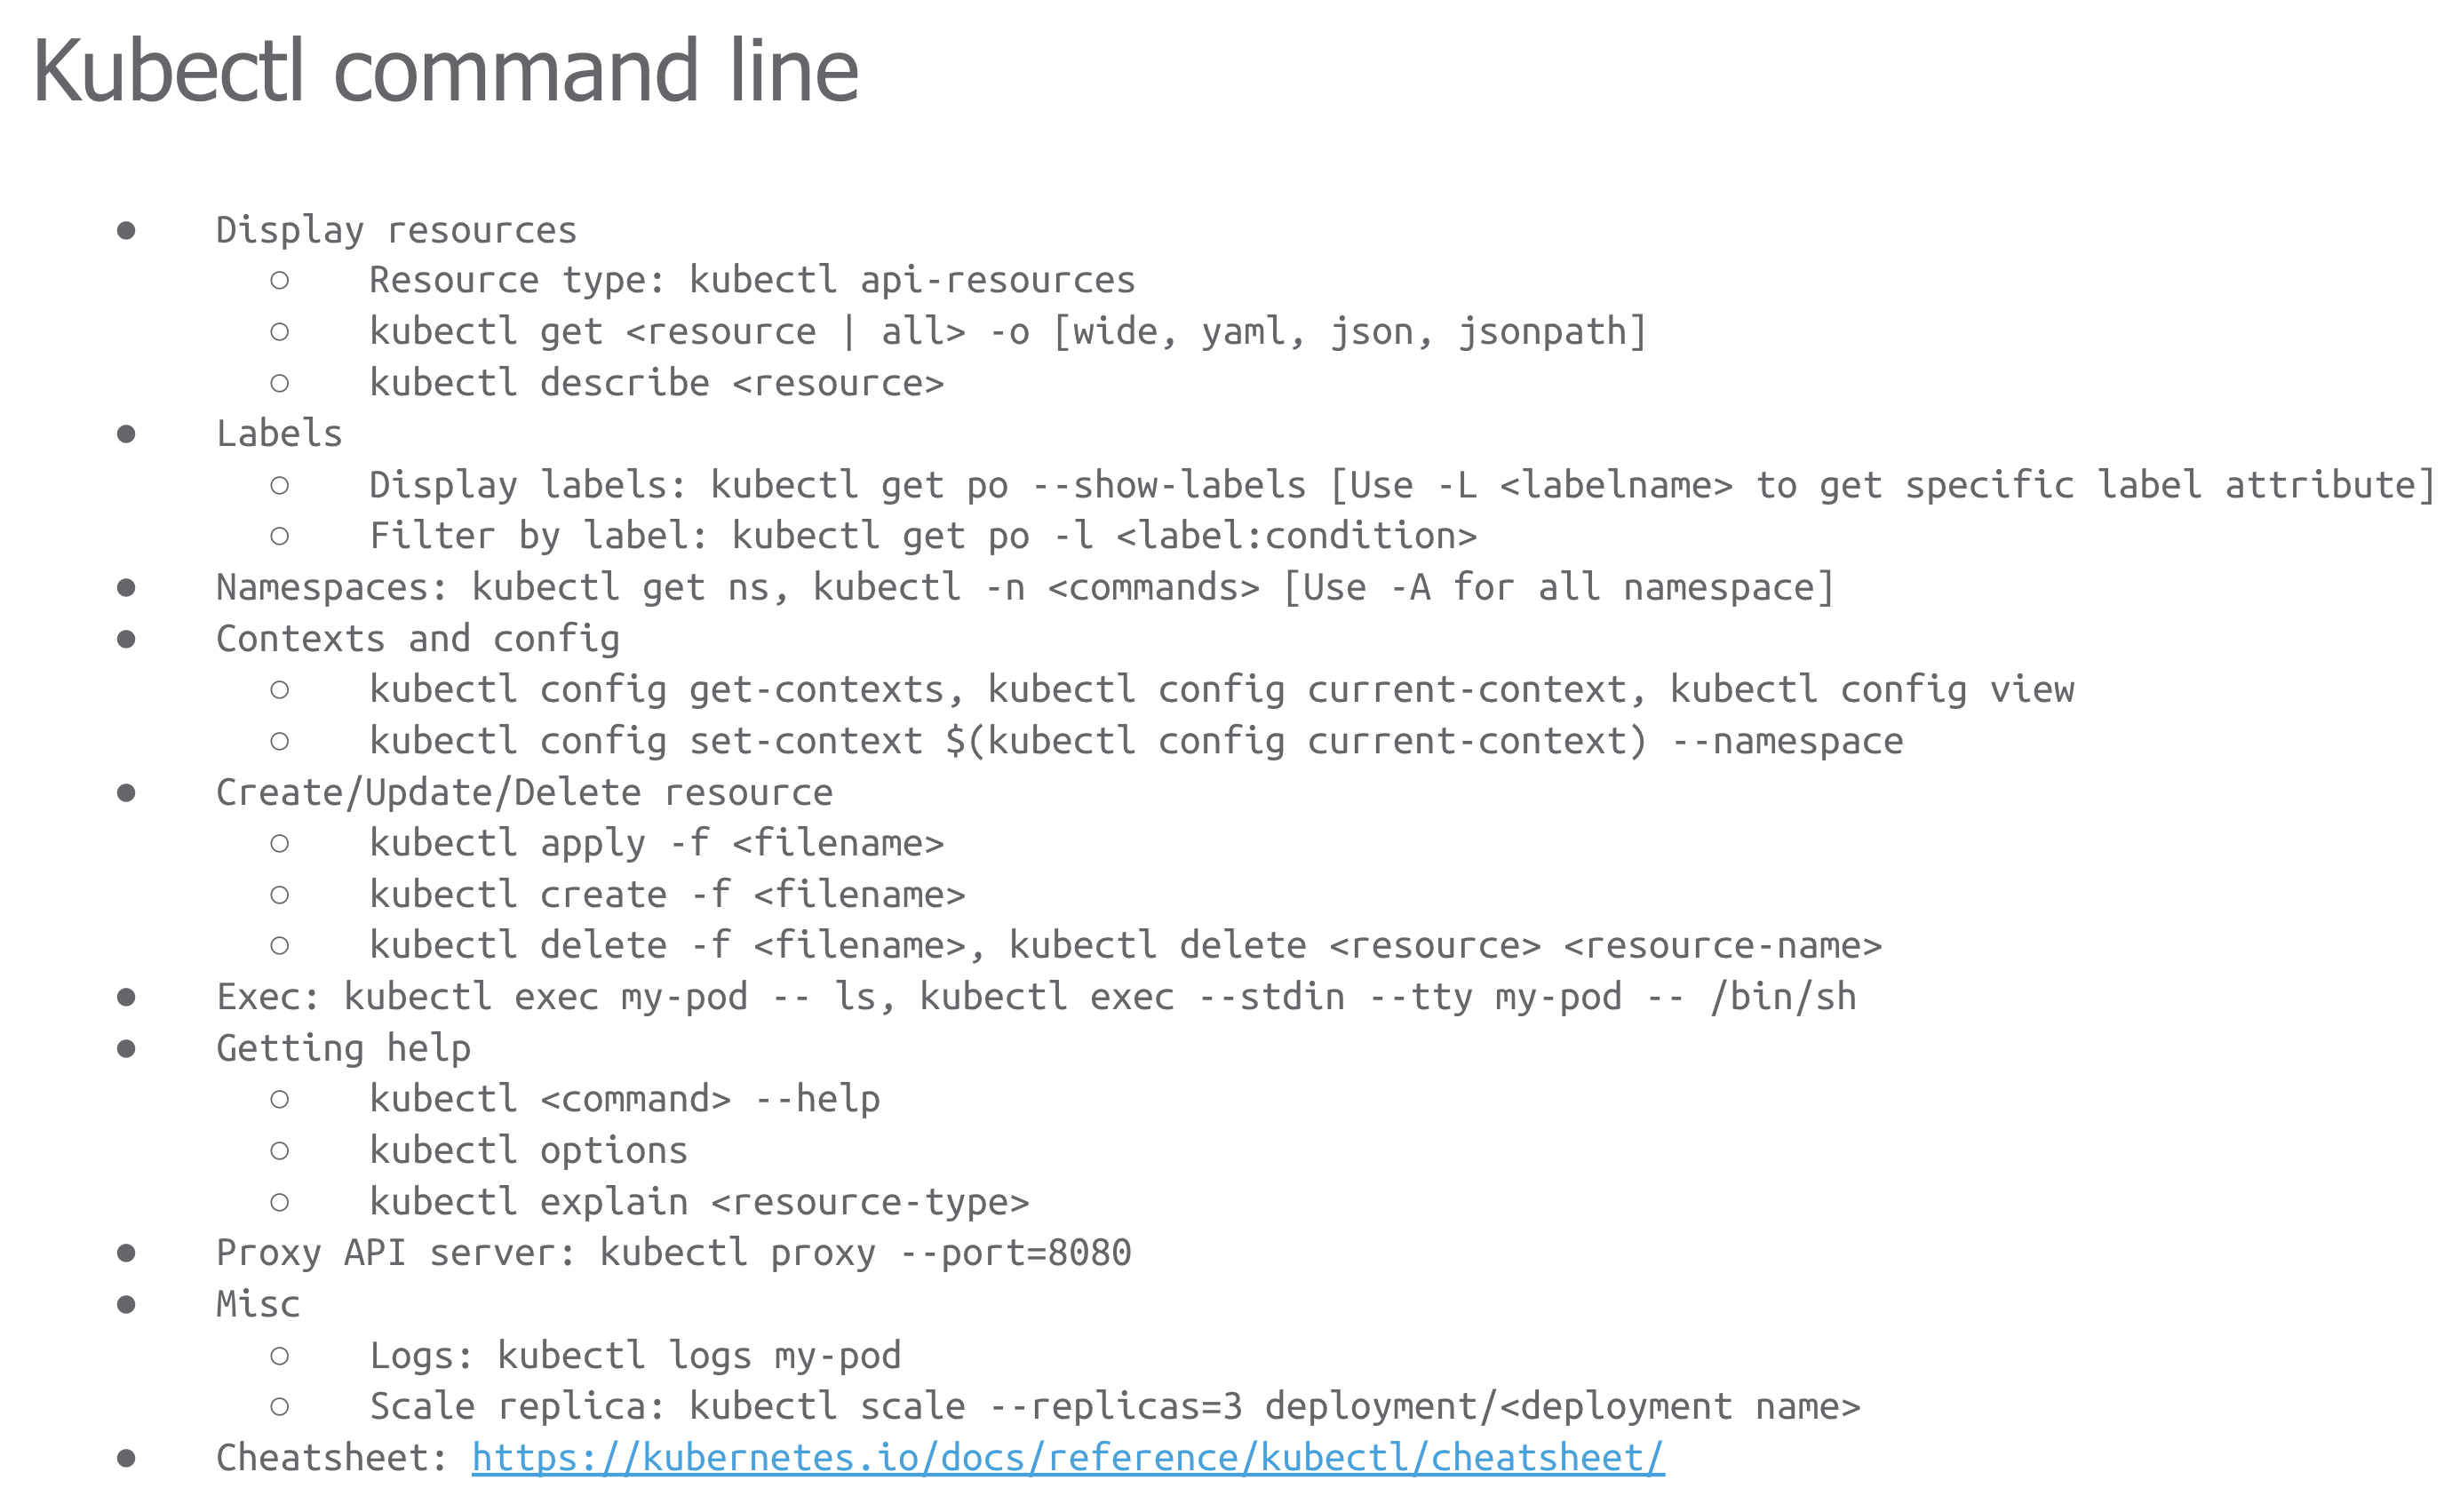 Kubectl command line
● Display resources
○ Resource type: kubectl api-resources
○ kubectl get <resource | all> -o [wide, yaml, json, jsonpath]
○ kubectl describe <resource>
● Labels
○ Display labels: kubectl get po --show-labels [Use -L <labelname> to get specific label attribute]
○ Filter by label: kubectl get po -l <label:condition>
● Namespaces: kubectl get ns, kubectl -n <commands> [Use -A for all namespace]
● Contexts and config
○ kubectl config get-contexts, kubectl config current-context, kubectl config view
○ kubectl config set-context $(kubectl config current-context) --namespace
● Create/Update/Delete resource
○ kubectl apply -f <filename>
○ kubectl create -f <filename>
○ kubectl delete -f <filename>, kubectl delete <resource> <resource-name>
● Exec: kubectl exec my-pod -- ls, kubectl exec --stdin --tty my-pod -- /bin/sh
● Getting help
○ kubectl <command> --help
○ kubectl options
○ kubectl explain <resource-type>
● Proxy API server: kubectl proxy --port=8080
● Misc
○ Logs: kubectl logs my-pod
○ Scale replica: kubectl scale --replicas=3 deployment/<deployment name>
● Cheatsheet: https://kubernetes.io/docs/reference/kubectl/cheatsheet/